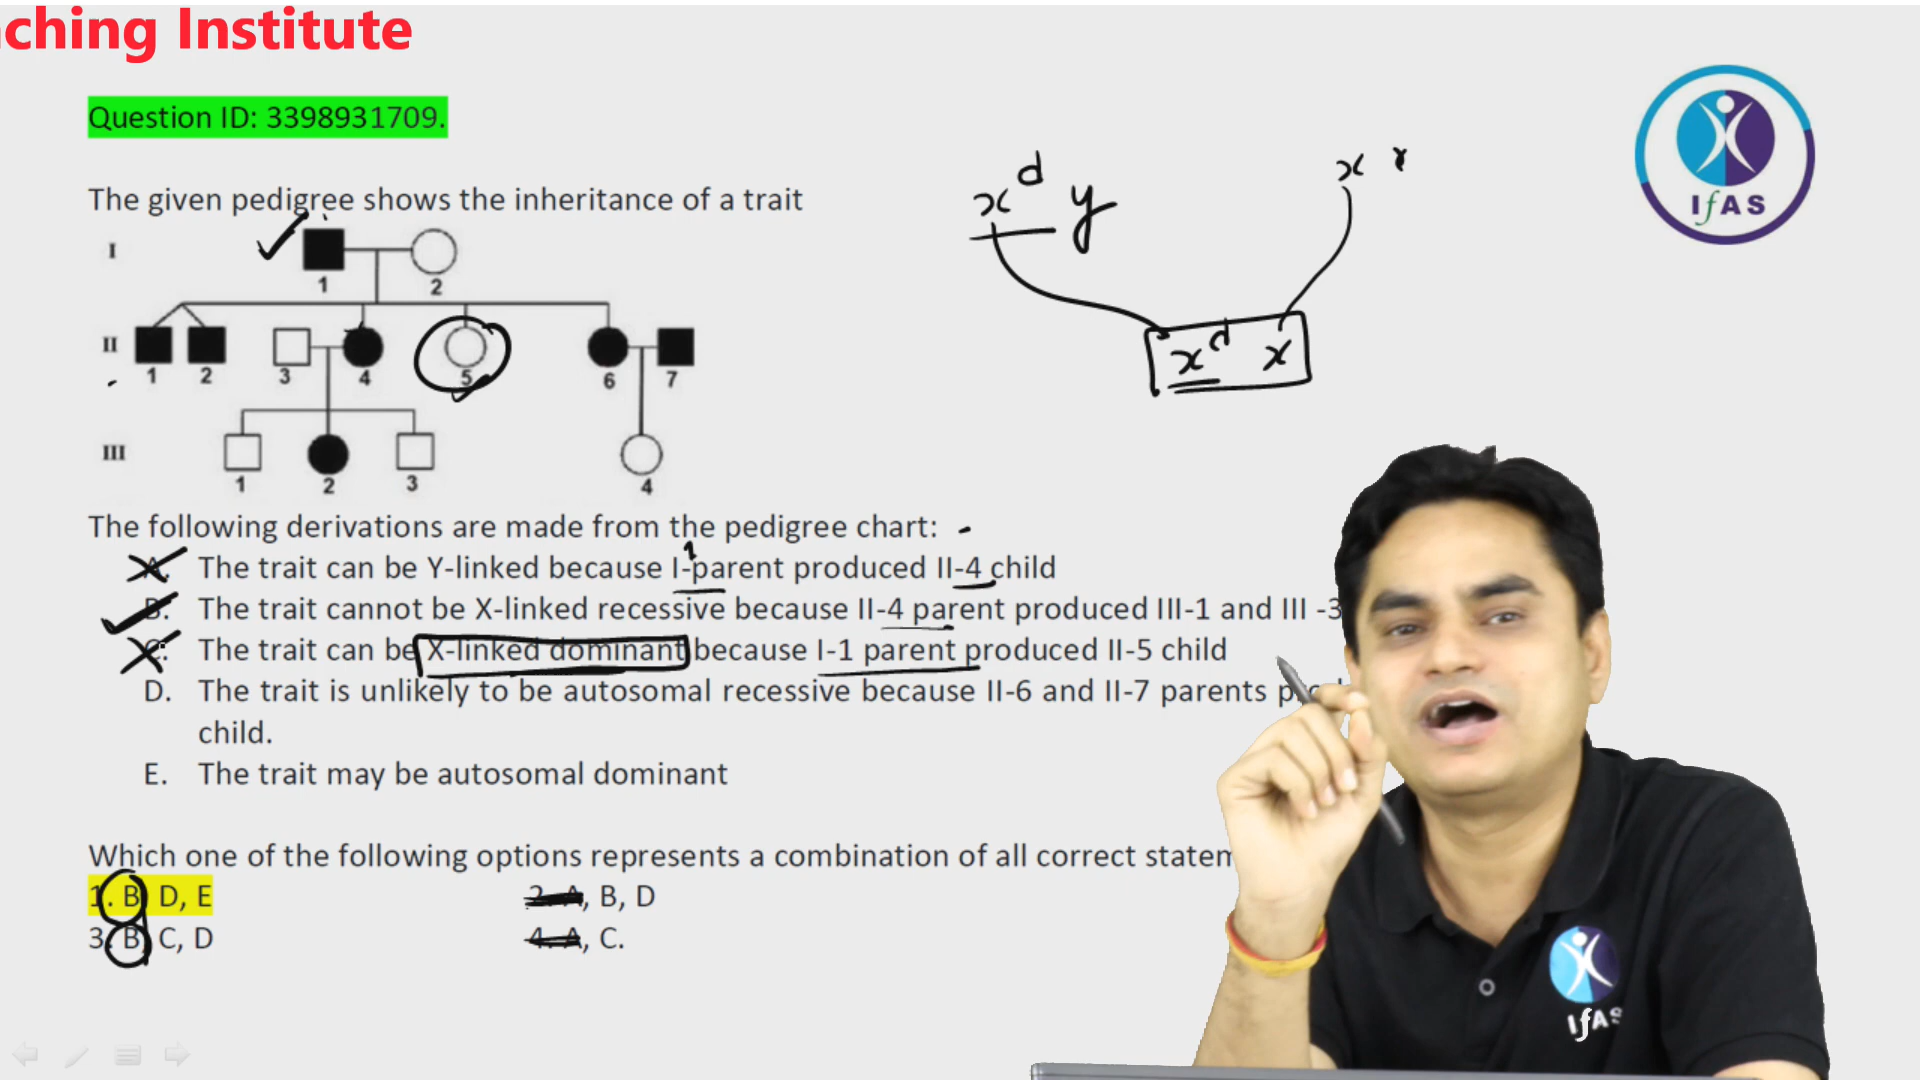 ching Institute
Question ID: 3398931709.
The given pedigree shows the inheritance of a trait
x d y
x x
I
1 2
x d x
II
1 2 3 4 5 6 7
III
1 2 3 4
The following derivations are made from the pedigree chart:
A. The trait can be Y-linked because I-1 parent produced II-4 child
B. The trait cannot be X-linked recessive because II-4 parent produced III-1 and III -3
C. The trait can be X-linked dominant because I-1 parent produced II-5 child
D. The trait is unlikely to be autosomal recessive because II-6 and II-7 parents
child.
E. The trait may be autosomal dominant
Which one of the following options represents a combination of all correct statem
1. B, D, E
2. A, B, D
3. B, C, D
4. A, C.
IfAS
IfAS